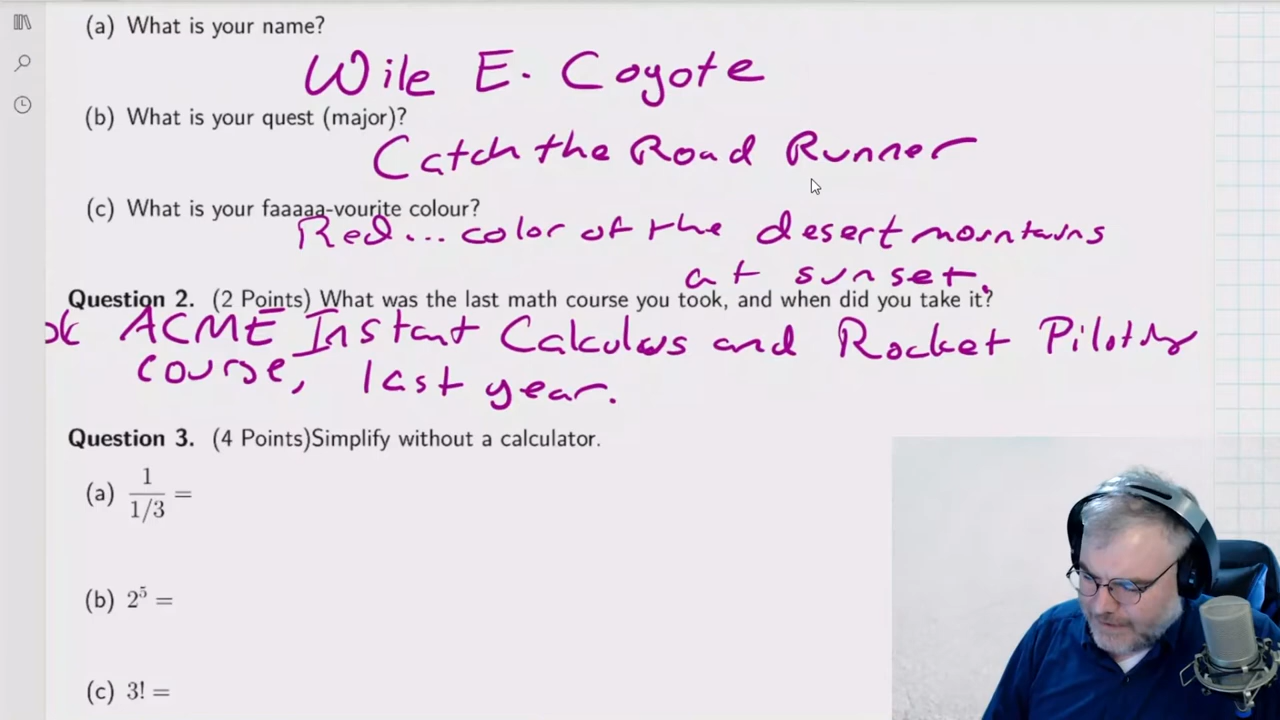 (a) What is your name?
Wile E. Coyote
(b) What is your quest (major)?
Catch the Road Runner
(c) What is your faaaaa-vourite colour?
Red... color of the desert mountains
at sunset.
Question 2. (2 Points) What was the last math course you took, and when did you take it?
ACME Instant Calculus and Rocket Piloting
course, last year.
Question 3. (4 Points)Simplify without a calculator.
(a) 1/(1/3) =
(b) 2⁵ =
(c) 3! =